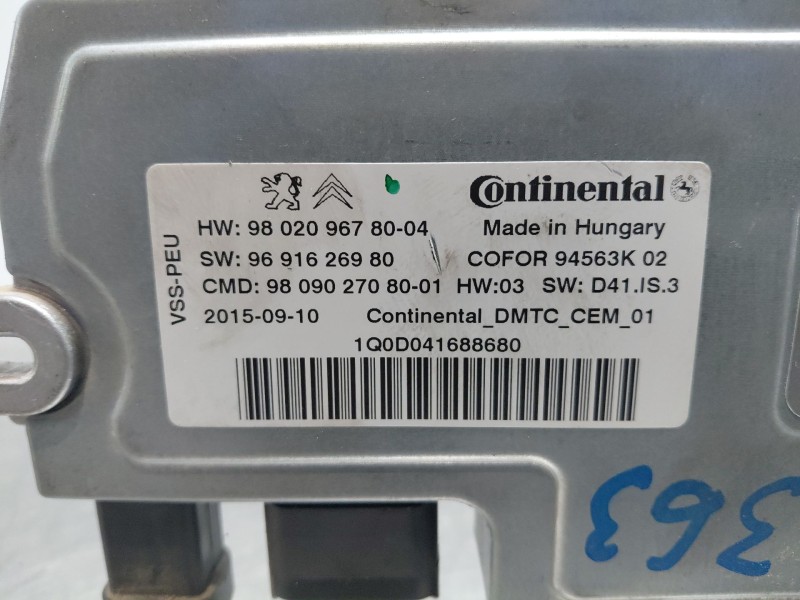 Continental
HW: 98 020 967 80-04 Made in Hungary
SW: 96 916 269 80 COFOR 94563K 02
CMD: 98 090 270 80-01 HW:03 SW: D41.IS.3
2015-09-10 Continental_DMTC_CEM_01
1Q0D041688680
VSS-PEU
363